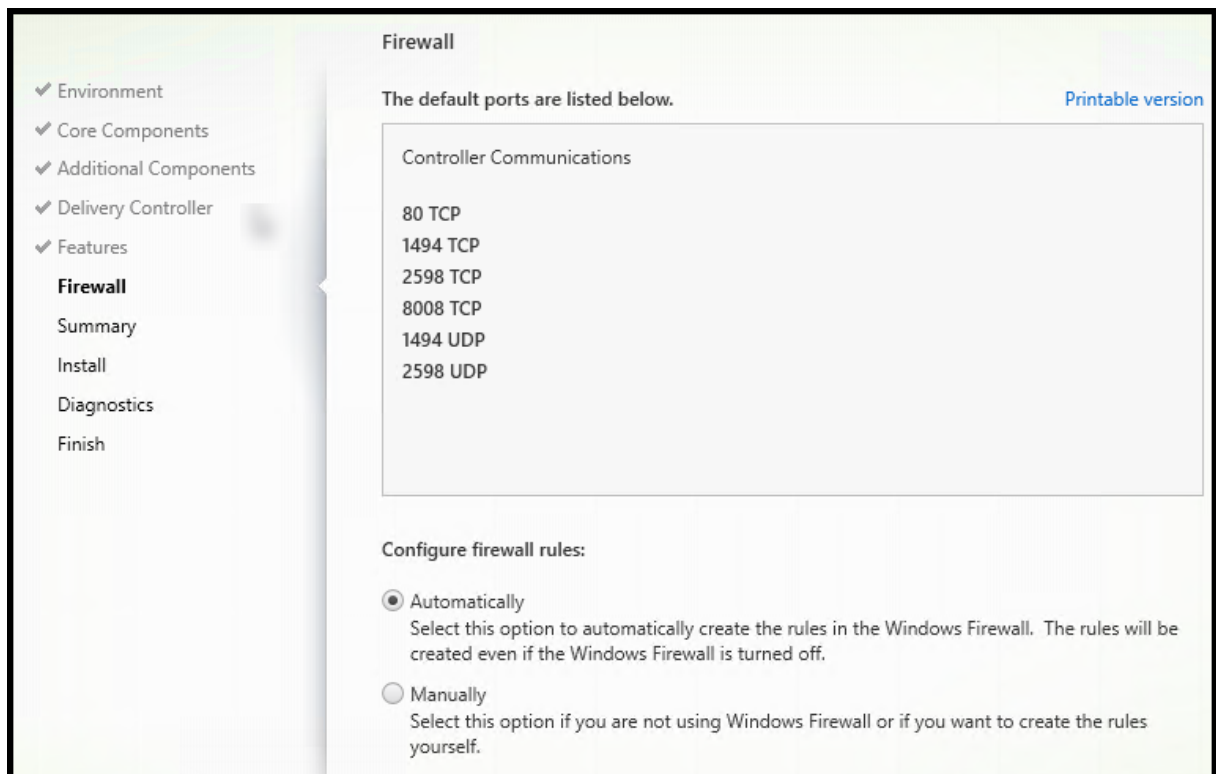 Environment
Core Components
Additional Components
Delivery Controller
Features
Firewall
Summary
Install
Diagnostics
Finish
Firewall
The default ports are listed below.
Printable version
Controller Communications
80 TCP
1494 TCP
2598 TCP
8008 TCP
1494 UDP
2598 UDP
Configure firewall rules:
Automatically
Select this option to automatically create the rules in the Windows Firewall. The rules will be
created even if the Windows Firewall is turned off.
Manually
Select this option if you are not using Windows Firewall or if you want to create the rules
yourself.